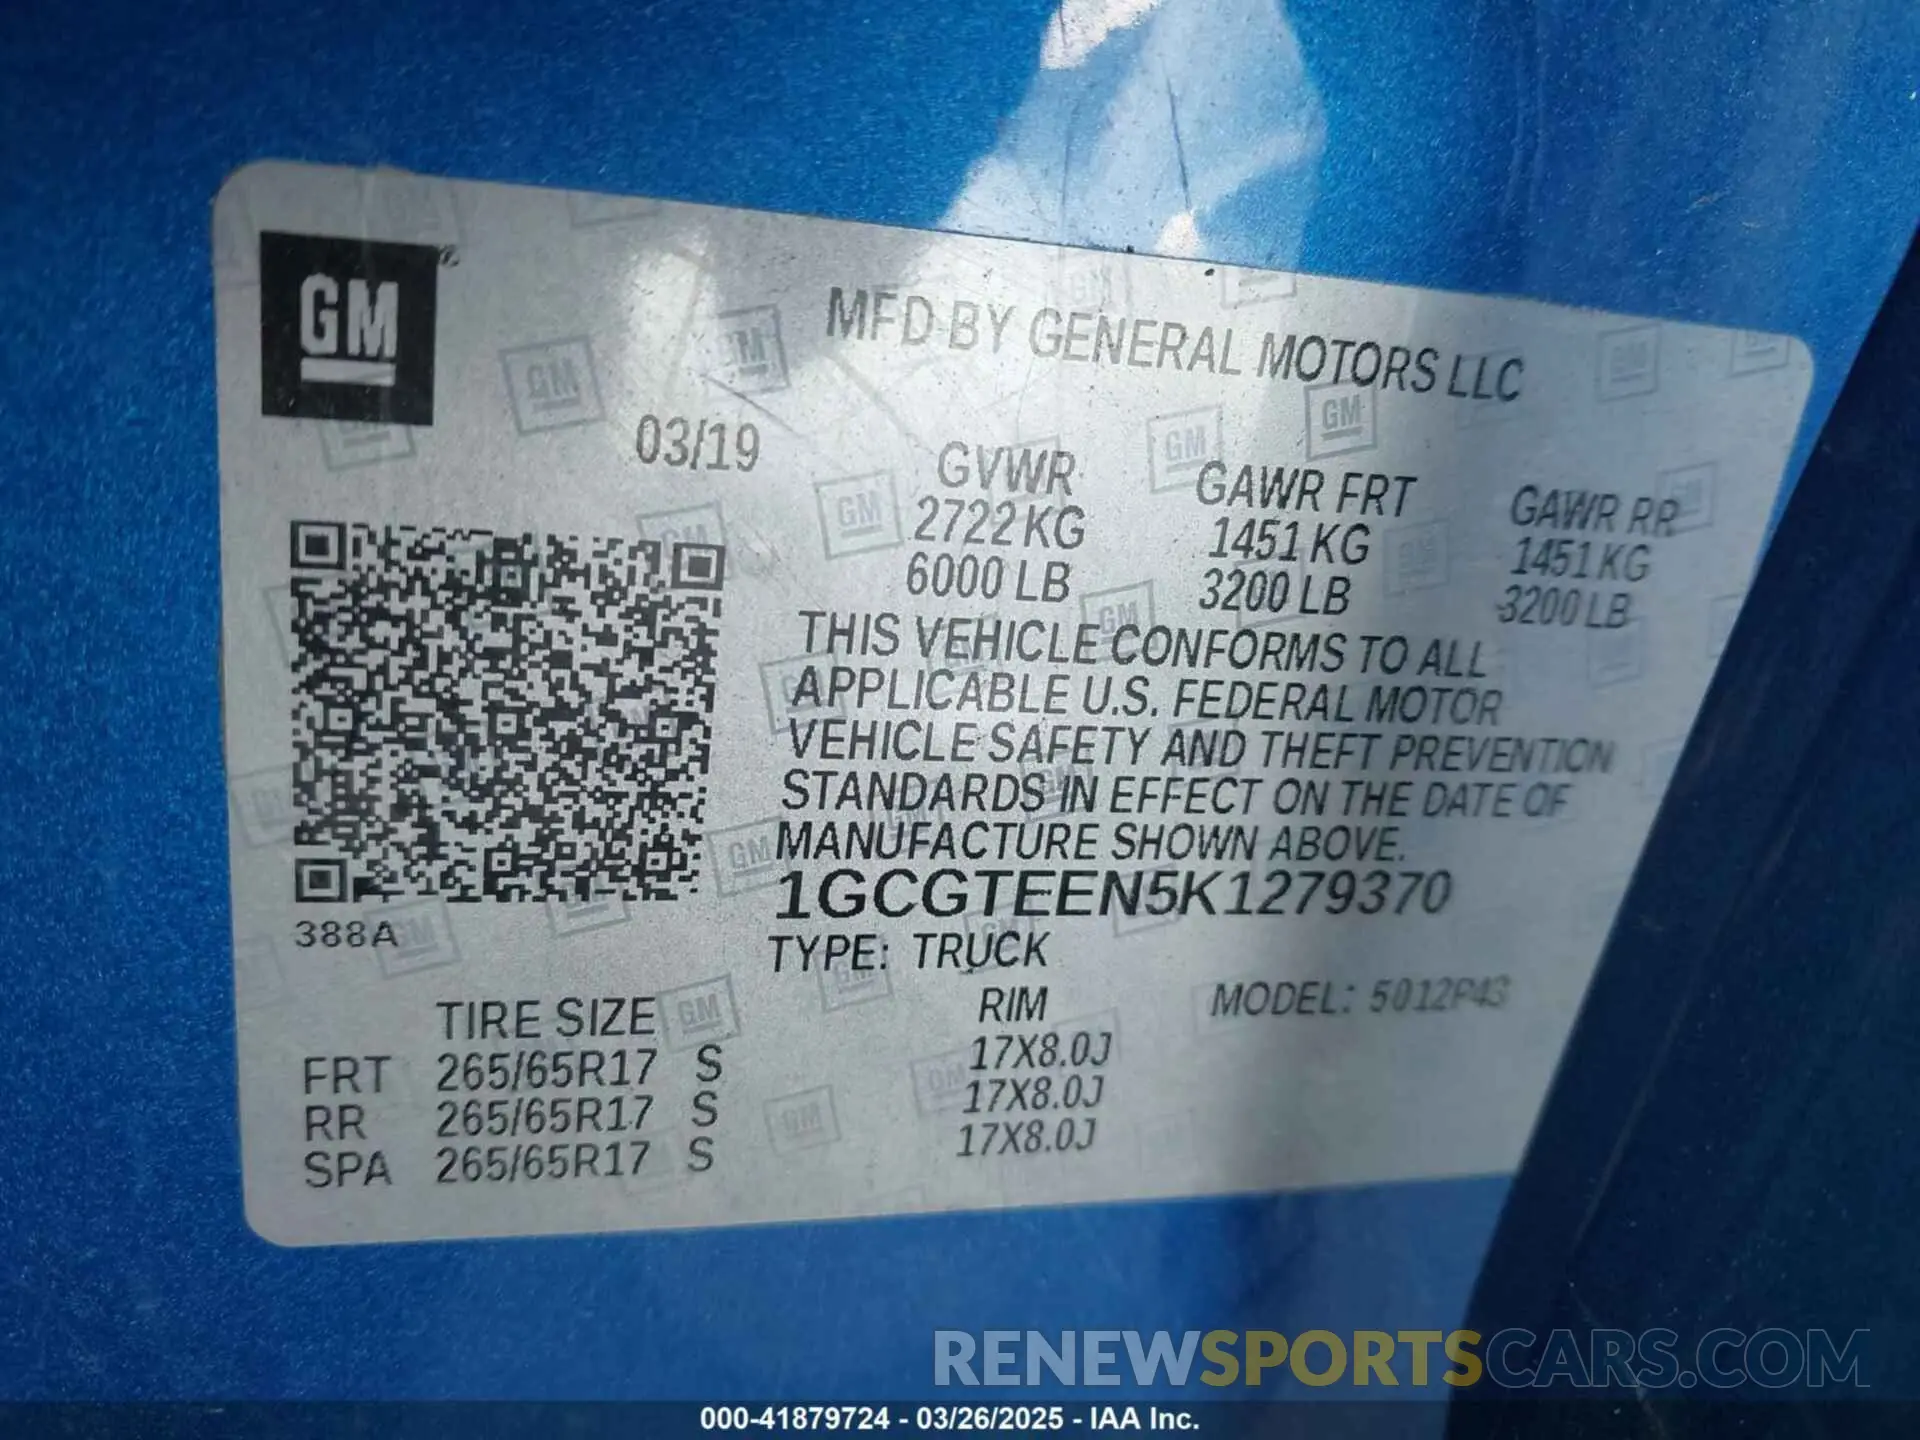 GM
MFD BY GENERAL MOTORS LLC
03/19
GVWR GAWR FRT GAWR RR
2722 KG 1451 KG 1451 KG
6000 LB 3200 LB 3200 LB
THIS VEHICLE CONFORMS TO ALL
APPLICABLE U.S. FEDERAL MOTOR
VEHICLE SAFETY AND THEFT PREVENTION
STANDARDS IN EFFECT ON THE DATE OF
MANUFACTURE SHOWN ABOVE.
1GCGTEEN5K1279370
388A
TYPE: TRUCK
MODEL: 5012P43
TIRE SIZE RIM
FRT 265/65R17 S 17X8.0J
RR 265/65R17 S 17X8.0J
SPA 265/65R17 S 17X8.0J
RENEWSPORTSCARS.COM
000-41879724 - 03/26/2025 - IAA Inc.